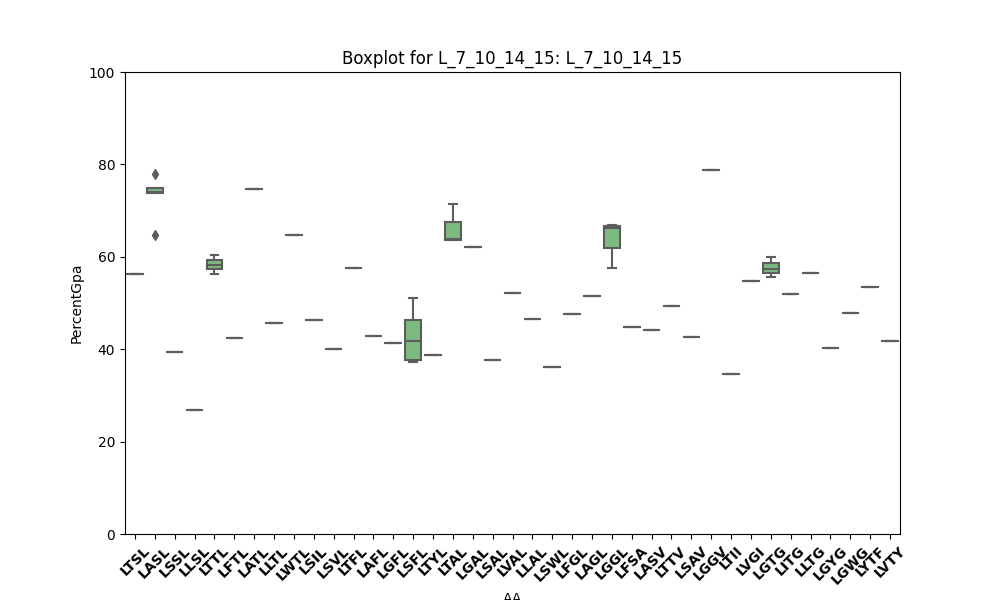 Boxplot for L_7_10_14_15: L_7_10_14_15
PercentGpa
100
80
60
40
20
0
LTSL
LASL
LSSL
LLSL
LTTL
LFTL
LATL
LLTL
LWTL
LSIL
LSVL
LTFL
LAFL
LGFL
LSFL
LTYL
LTAL
LGAL
LSAL
LVAL
LLAL
LSWL
LFGL
LAGL
LGGL
LFSA
LASV
LTTV
LSAV
LGGV
LTII
LVGI
LGTG
LITG
LLTG
LGYG
LGWG
LYTF
LVTY
AA